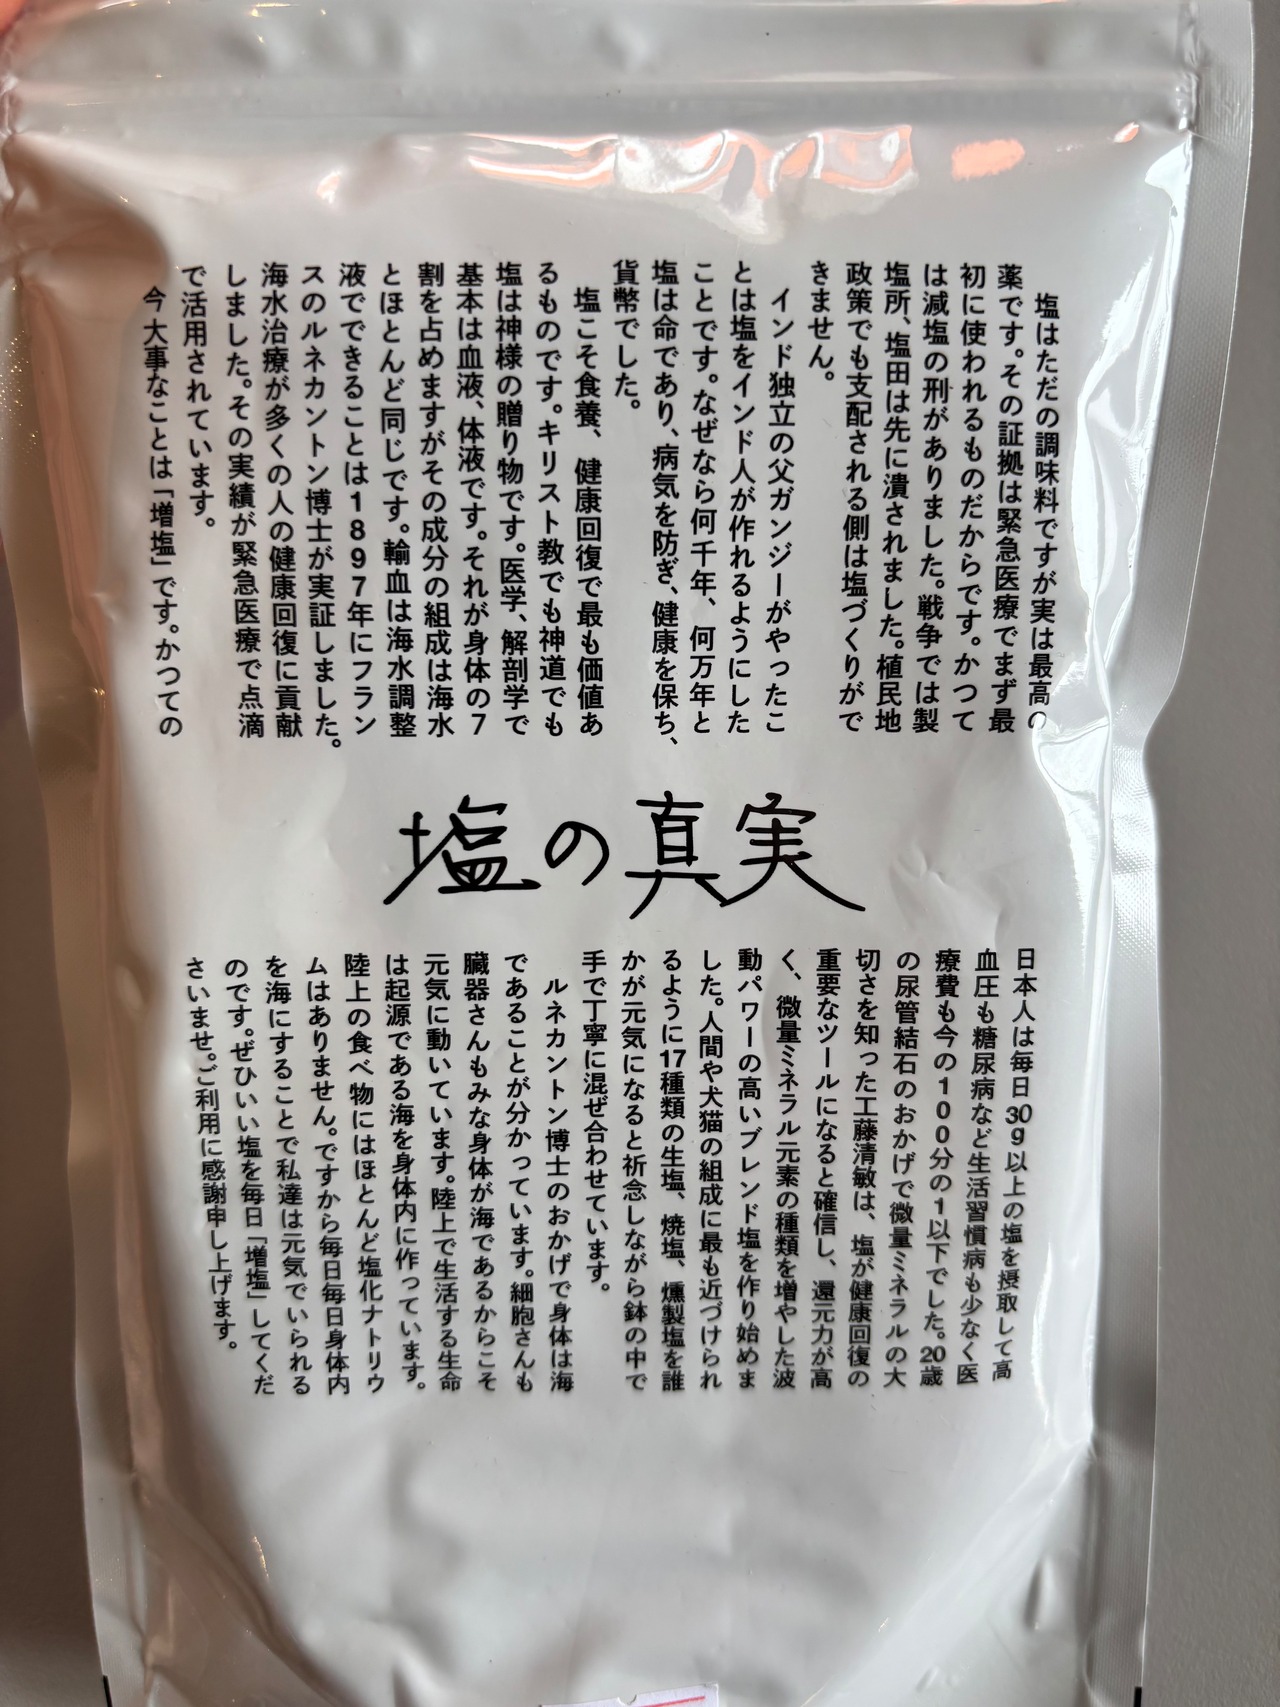 塩はただの調味料ですが実は最高の
薬です。その証拠は緊急医療でまず最
初に使われるものだからです。かつて
は減塩の刑がありました。戦争では製
塩所、塩田は先に潰されました。植民地
政策でも支配される側は塩づくりがで
きません。
インド独立の父ガンジーがやったこ
とは塩をインド人が作れるようにした
ことです。なぜなら何千年、何万年と
塩は命であり、病気を防ぎ、健康を保ち、
貨幣でした。
塩こそ食養、健康回復で最も価値あ
るものです。キリスト教でも神道でも
塩は神様の贈り物です。医学、解剖学で
基本は血液、体液です。それが身体の7
割を占めますがその成分の組成は海水
とほとんど同じです。輸血は海水調整
液でできることは1897年にフラン
スのルネカントン博士が実証しました。
海水治療が多くの人の健康回復に貢献
しました。その実績が緊急医療で点滴
で活用されています。
今大事なことは「増塩」です。かつての
塩の真実
日本人は毎日30g以上の塩を摂取して高
血圧も糖尿病など生活習慣病も少なく医
療費も今の100分の1以下でした。20歳
の尿管結石のおかげで微量ミネラルの大
切さを知った工藤清敏は、塩が健康回復の
重要なツールになると確信し、還元力が高
く、微量ミネラル元素の種類を増やした波
動パワーの高いブレンド塩を作り始めま
した。人間や犬猫の組成に最も近づけられ
るように17種類の生塩、焼塩、燻製塩を誰
かが元気になると祈念しながら鉢の中で
手で丁寧に混ぜ合わせています。
ルネカントン博士のおかげで身体は海
であることが分かっています。細胞さんも
臓器さんもみな身体が海であるからこそ
元気に動いています。陸上で生活する生命
は起源である海を身体内に作っています。
陸上の食べ物にはほとんど塩化ナトリウ
ムはありません。ですから毎日毎日身体内
を海にすることで私達は元気でいられる
のです。ぜひいい塩を毎日「増塩」してくだ
さいませ。ご利用に感謝申し上げます。